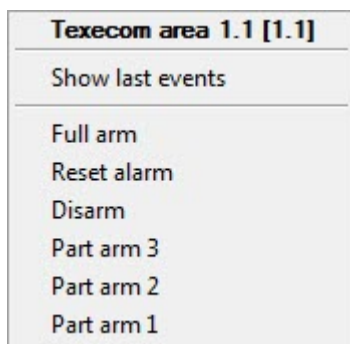 Texecom area 1.1 [1.1]
Show last events
Full arm
Reset alarm
Disarm
Part arm 3
Part arm 2
Part arm 1